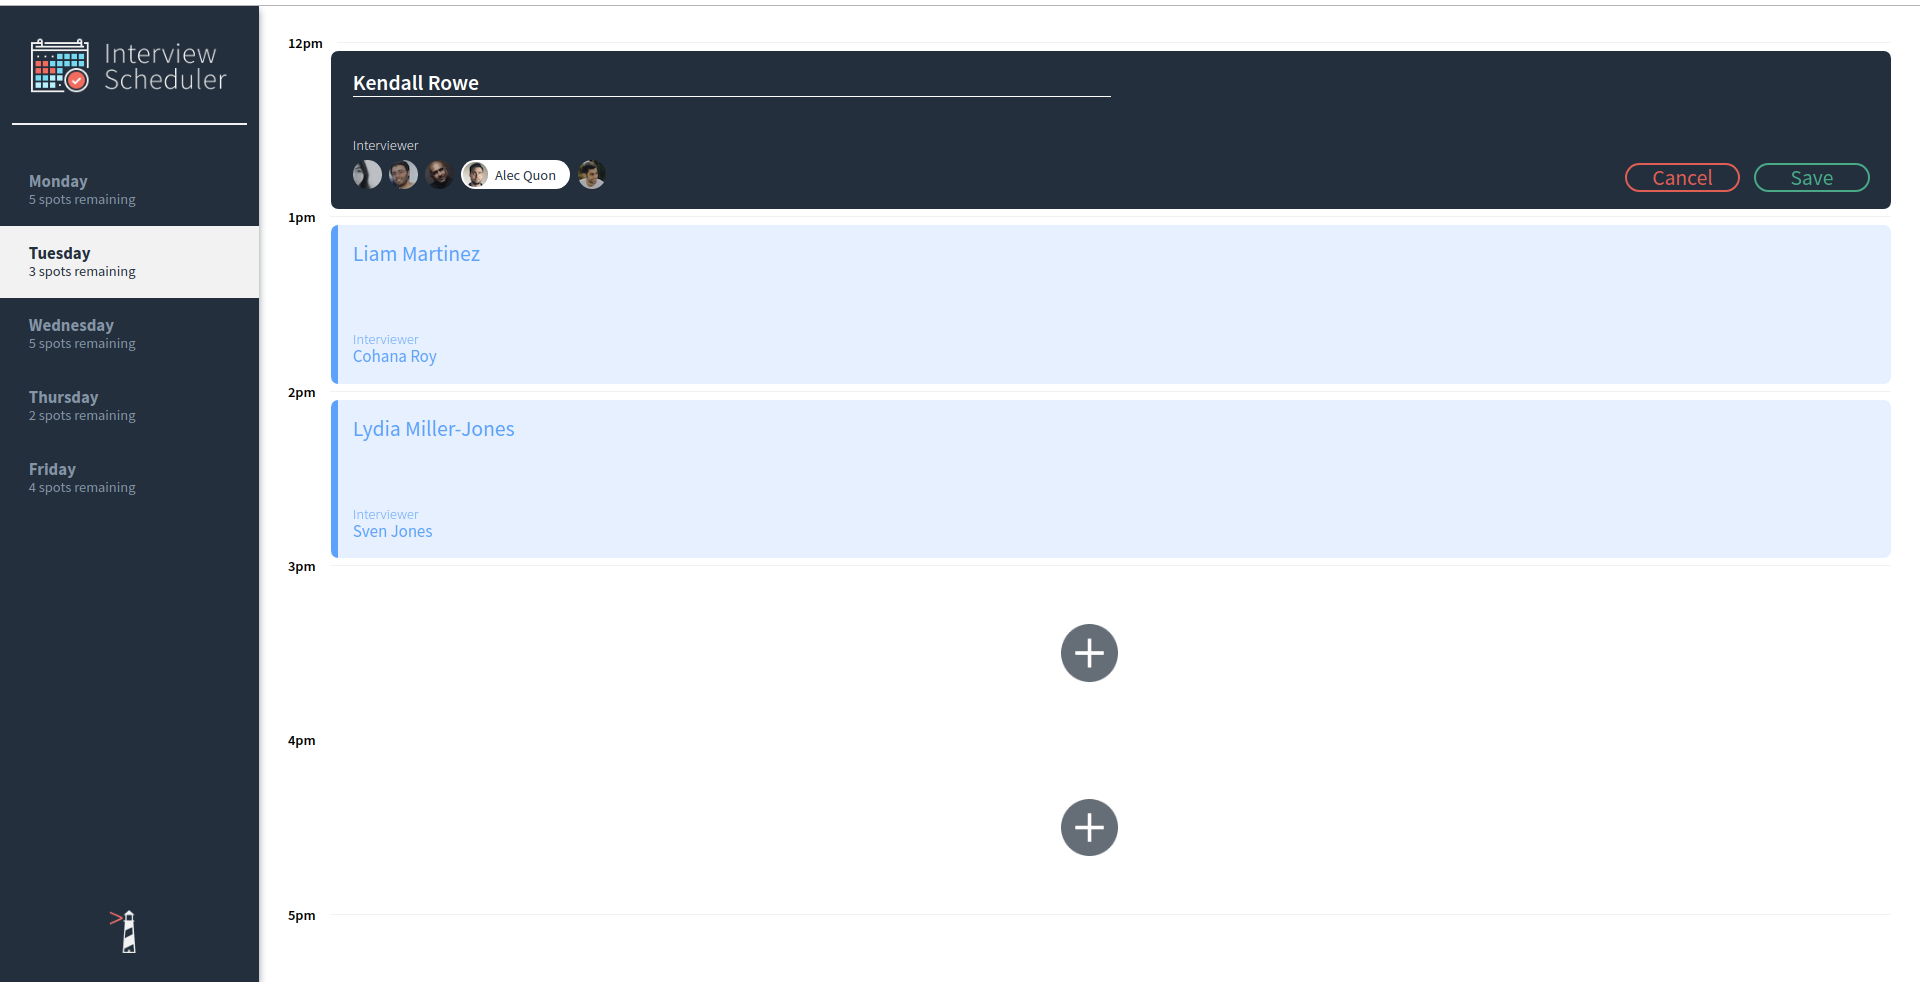 Interview
Scheduler
Monday
5 spots remaining
Tuesday
3 spots remaining
Wednesday
5 spots remaining
Thursday
2 spots remaining
Friday
4 spots remaining
12pm
Kendall Rowe
Interviewer
Alec Quon
Cancel
Save
1pm
Liam Martinez
Interviewer
Cohana Roy
2pm
Lydia Miller-Jones
Interviewer
Sven Jones
3pm
4pm
5pm